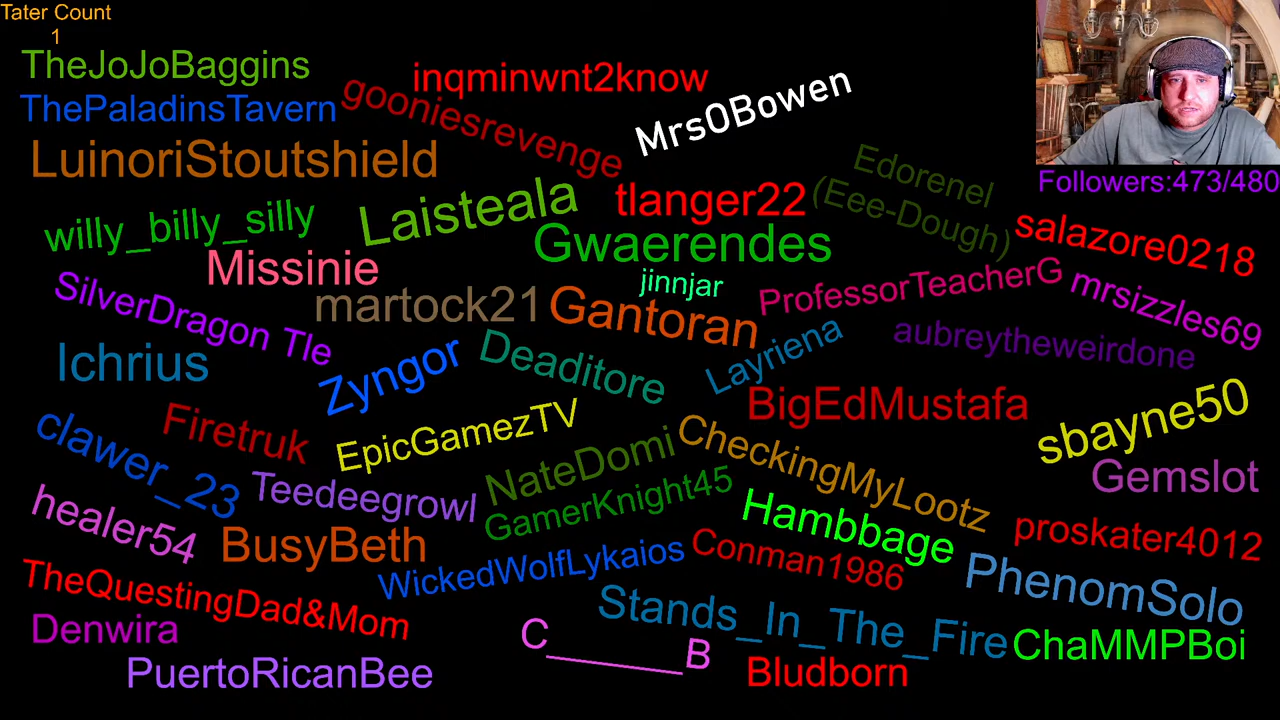 Tater Count
1
TheJoJoBaggins
inqminwnt2know
gooniesrevenge
MrsOBowen
ThePaladinsTavern
LuinoriStoutshield
Followers:473/480
Edorenel
(Eee-Dough)
willy_billy_silly
Laisteala
tlanger22
Gwaerendes
salazore0218
Missinie
jinnjar
ProfessorTeacherG
mrsizzles69
SilverDragon Tle
martock21
Gantoran
aubreytheweirdone
Ichrius
Zyngor
Deaditore
Layriena
BigEdMustafa
sbayne50
clawer_23
Firetruk
EpicGamezTV
NateDomi
CheckingMyLootz
Gemslot
healer54
Teedeegrowl
GamerKnight45
Hambbage
proskater4012
BusyBeth
WickedWolfLykaios
Conman1986
PhenomSolo
TheQuestingDad&Mom
Stands_In_The_Fire
Denwira
C______B
ChaMMPBoi
PuertoRicanBee
Bludborn